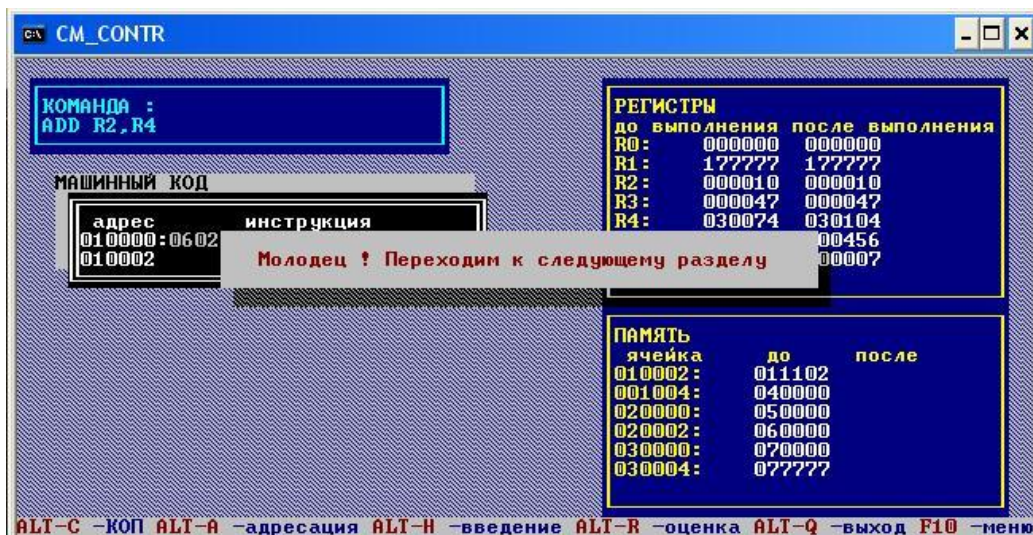 CM_CONTR
КОМАНДА :
ADD R2,R4
МАШИННЫЙ КОД
адрес инструкция
010000:0602
010002
Молодец ! Переходим к следующему разделу
РЕГИСТРЫ
до выполнения после выполнения
R0: 000000 000000
R1: 177777 177777
R2: 000010 000010
R3: 000047 000047
R4: 030074 030104
00456
00007
ПАМЯТЬ
ячейка до после
010002: 011102
001004: 040000
020000: 050000
020002: 060000
030000: 070000
030004: 077777
ALT-C -КОП ALT-A -адресация ALT-H -введение ALT-R -оценка ALT-Q -выход F10 -меню